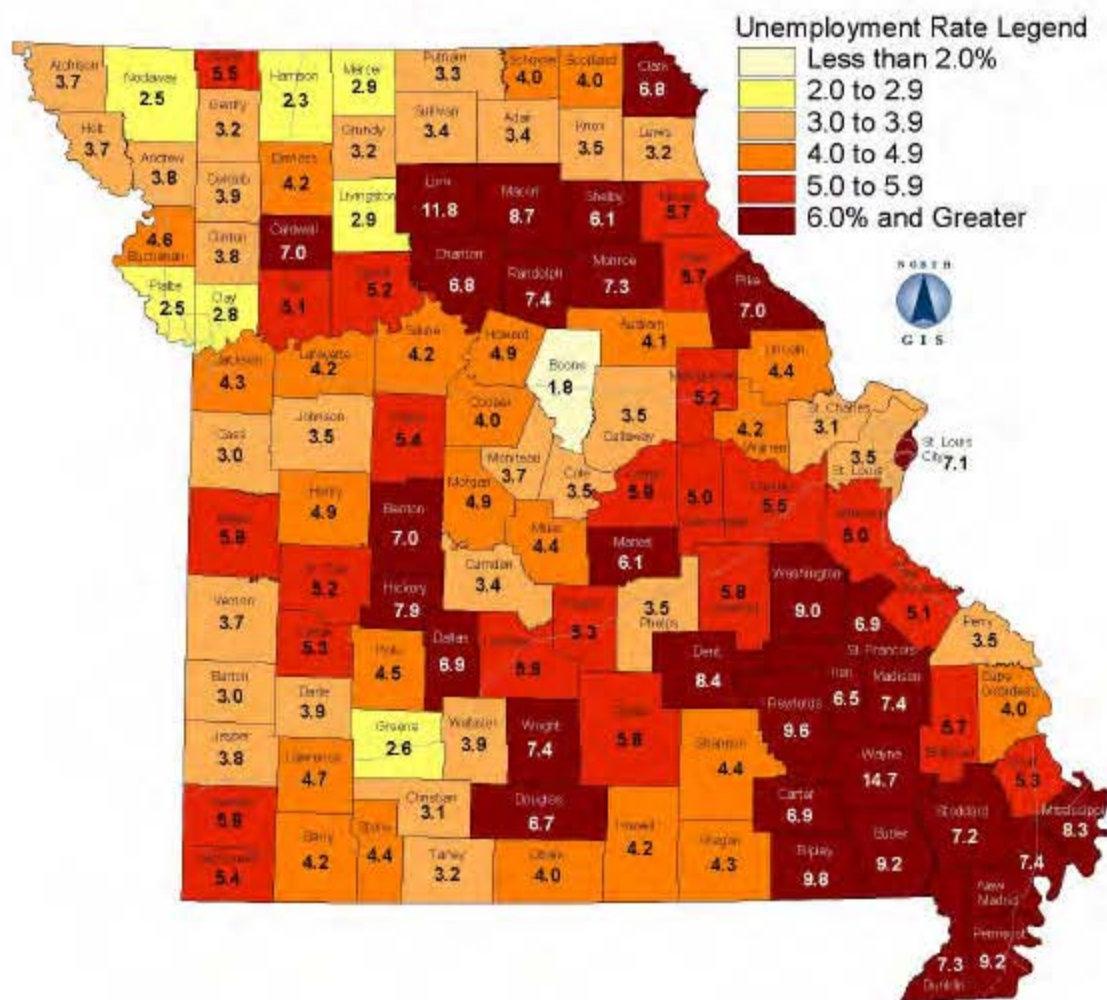 Unemployment Rate Legend
Less than 2.0%
2.0 to 2.9
3.0 to 3.9
4.0 to 4.9
5.0 to 5.9
6.0% and Greater
NORTH
GIS
Atchison
3.7
Nodaway
2.5
5.5
Harrison
2.3
Mercer
2.9
Putnam
3.3
4.0
Scotland
4.0
Clark
6.8
Holt
3.7
Gentry
3.2
Grundy
3.2
Sullivan
3.4
Adair
3.4
Knox
3.5
Lewis
3.2
Andrew
3.8
3.9
4.2
Livingston
2.9
Linn
11.8
Macon
8.7
Shelby
6.1
5.7
4.6
Buchanan
Clinton
3.8
Caldwell
7.0
5.2
Chariton
6.8
Randolph
7.4
Monroe
7.3
5.7
Pike
7.0
Platte
2.5
Clay
2.8
5.1
Jackson
4.3
Lafayette
4.2
Saline
4.2
Howard
4.9
Boone
1.8
Audrain
4.1
Lincoln
4.4
Cass
3.0
Johnson
3.5
5.4
Cooper
4.0
3.5
Callaway
5.2
4.2
Warren
St. Charles
3.1
3.5
St. Louis
St. Louis
City 7.1
Moniteau
3.7
Cole
3.5
Morgan
4.9
Henry
4.9
Benton
7.0
Miller
4.4
Maries
6.1
5.0
5.5
5.0
Camden
3.4
Hickory
7.9
5.2
Vernon
3.7
3.5
Phelps
5.8
Washington
9.0
6.9
St. Francois
5.1
Perry
3.5
5.3
Polk
4.5
Dallas
6.9
5.3
Dent
8.4
Iron
6.5
Madison
7.4
Cape
4.0
Barton
3.0
Dade
3.9
Greene
2.6
Webster
3.9
Wright
7.4
Reynolds
9.6
5.7
Jasper
3.8
Lawrence
4.7
Shannon
4.4
Wayne
14.7
5.3
Christian
3.1
Douglas
6.7
Carter
6.9
Stoddard
7.2
Mississippi
8.3
Barry
4.2
Stone
4.4
Taney
3.2
4.0
Howell
4.2
4.3
Ripley
9.8
Butler
9.2
7.4
New
Madrid
5.4
Pemiscot
9.2
7.3
Dunklin